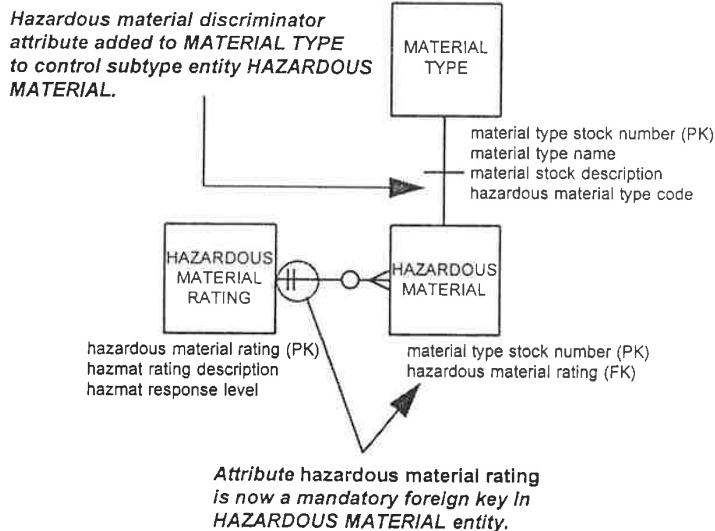 Hazardous material discriminator
attribute added to MATERIAL TYPE
to control subtype entity HAZARDOUS
MATERIAL.
MATERIAL
TYPE
material type stock number (PK)
material type name
material stock description
hazardous material type code
HAZARDOUS
MATERIAL
RATING
HAZARDOUS
MATERIAL
hazardous material rating (PK)
hazmat rating description
hazmat response level
material type stock number (PK)
hazardous material rating (FK)
Attribute hazardous material rating
is now a mandatory foreign key in
HAZARDOUS MATERIAL entity.